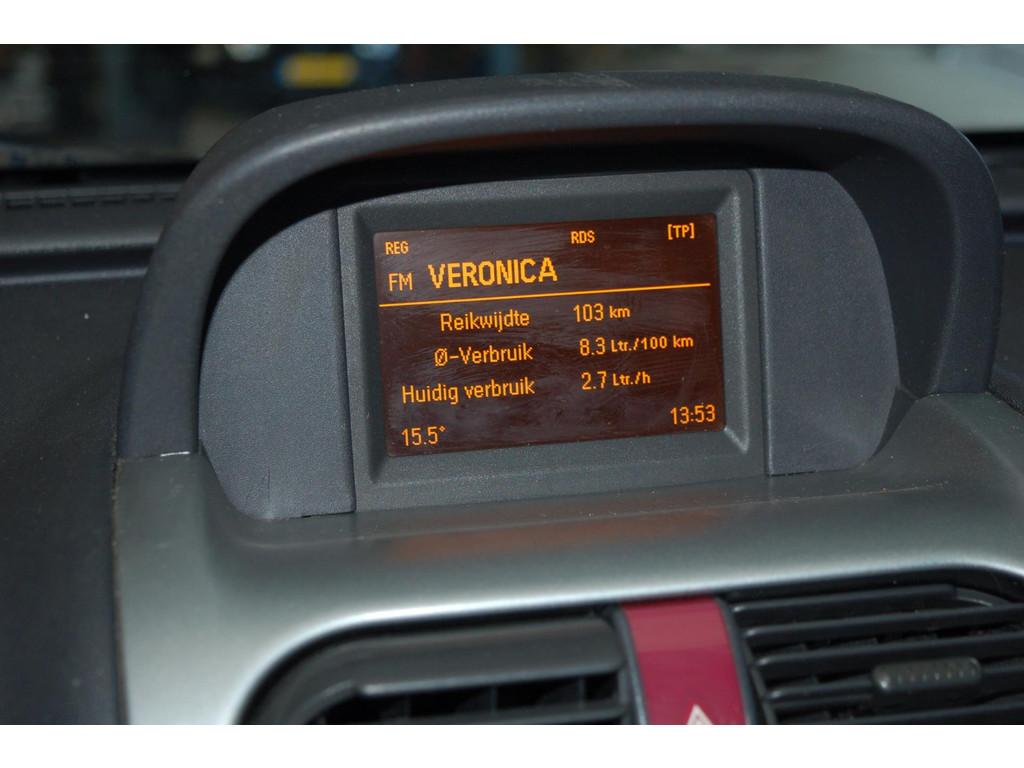 REG RDS [TP]
FM VERONICA
Reikwijdte 103 km
Ø-Verbruik 8.3 Ltr./100 km
Huidig verbruik 2.7 Ltr./h
15.5° 13:53